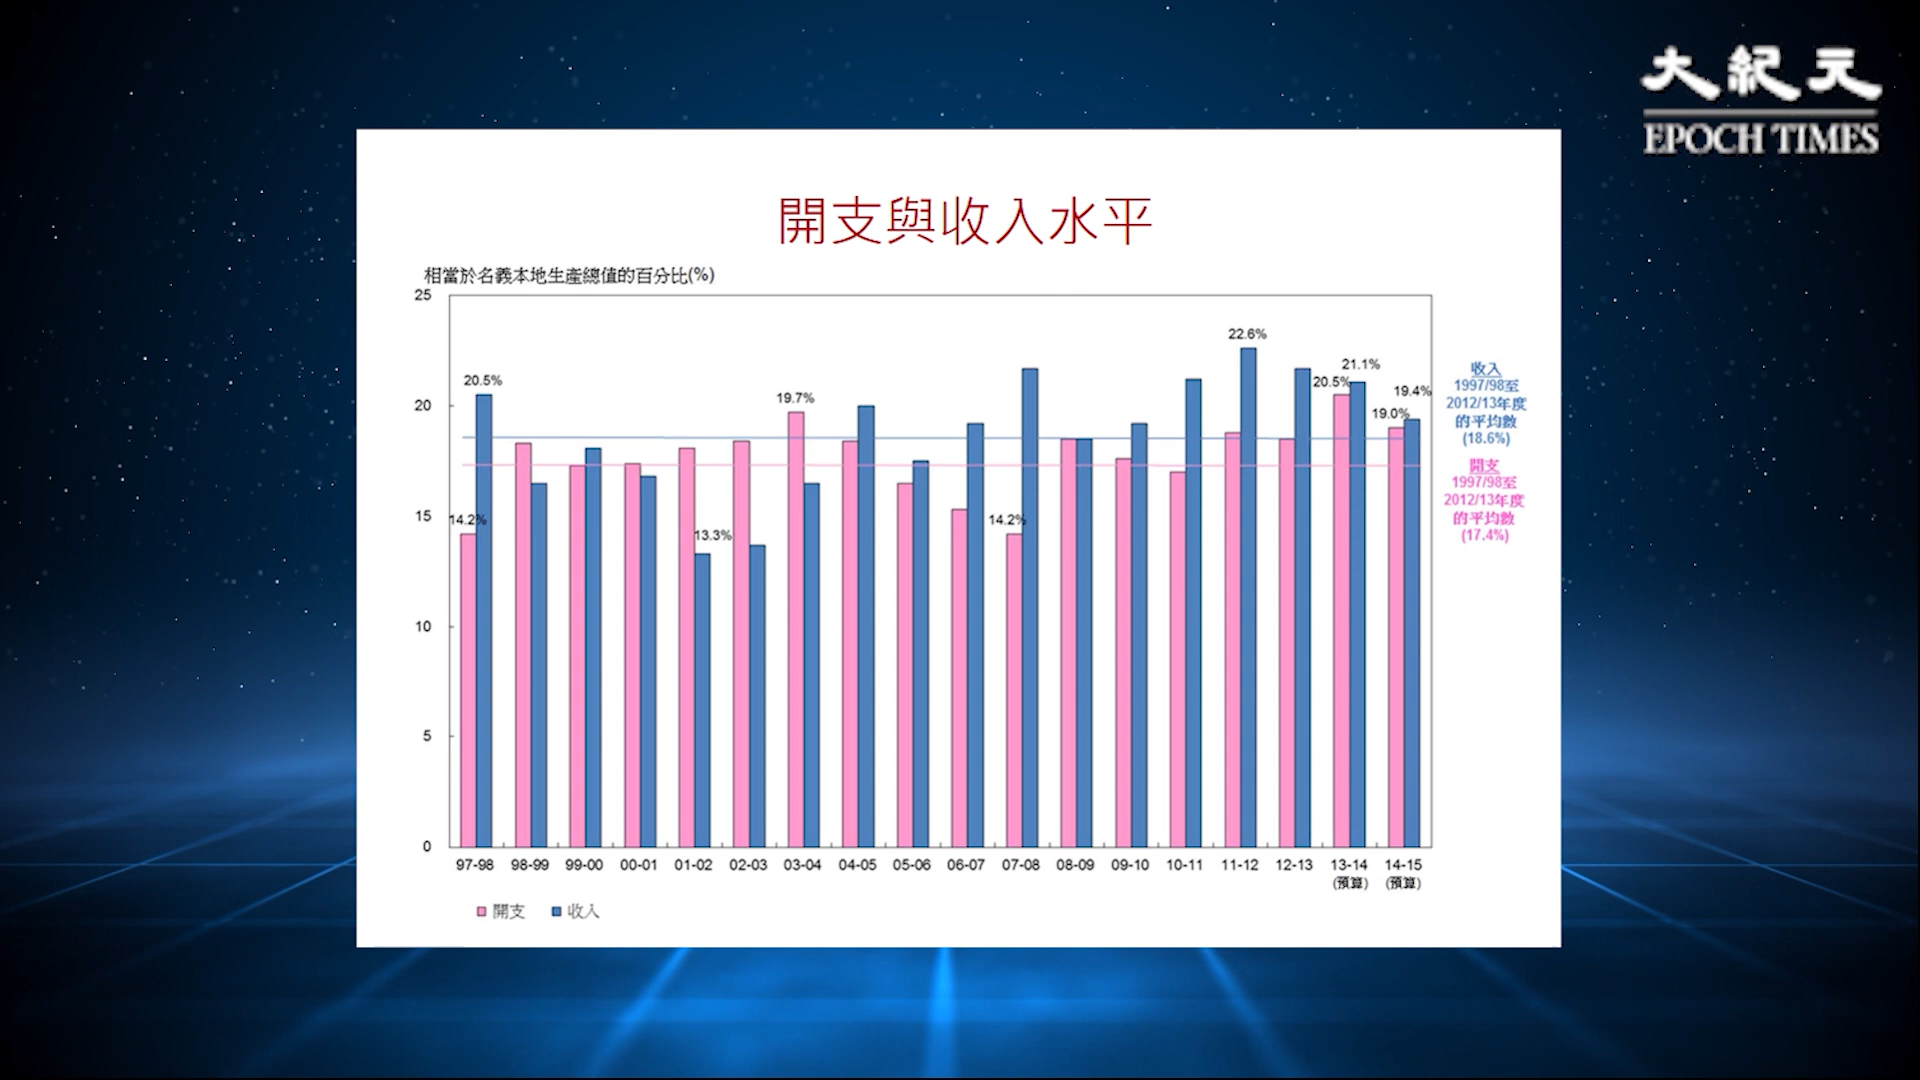 大紀元
EPOCH TIMES
開支與收入水平
相當於名義本地生產總值的百分比(%)
25
20
15
10
5
0
20.5%
14.2%
13.3%
19.7%
14.2%
22.6%
20.5%
21.1%
19.0%
19.4%
收入
1997/98至
2012/13年度
的平均數
(18.6%)
開支
1997/98至
2012/13年度
的平均數
(17.4%)
97-98 98-99 99-00 00-01 01-02 02-03 03-04 04-05 05-06 06-07 07-08 08-09 09-10 10-11 11-12 12-13 13-14 14-15
(預算) (預算)
開支 收入